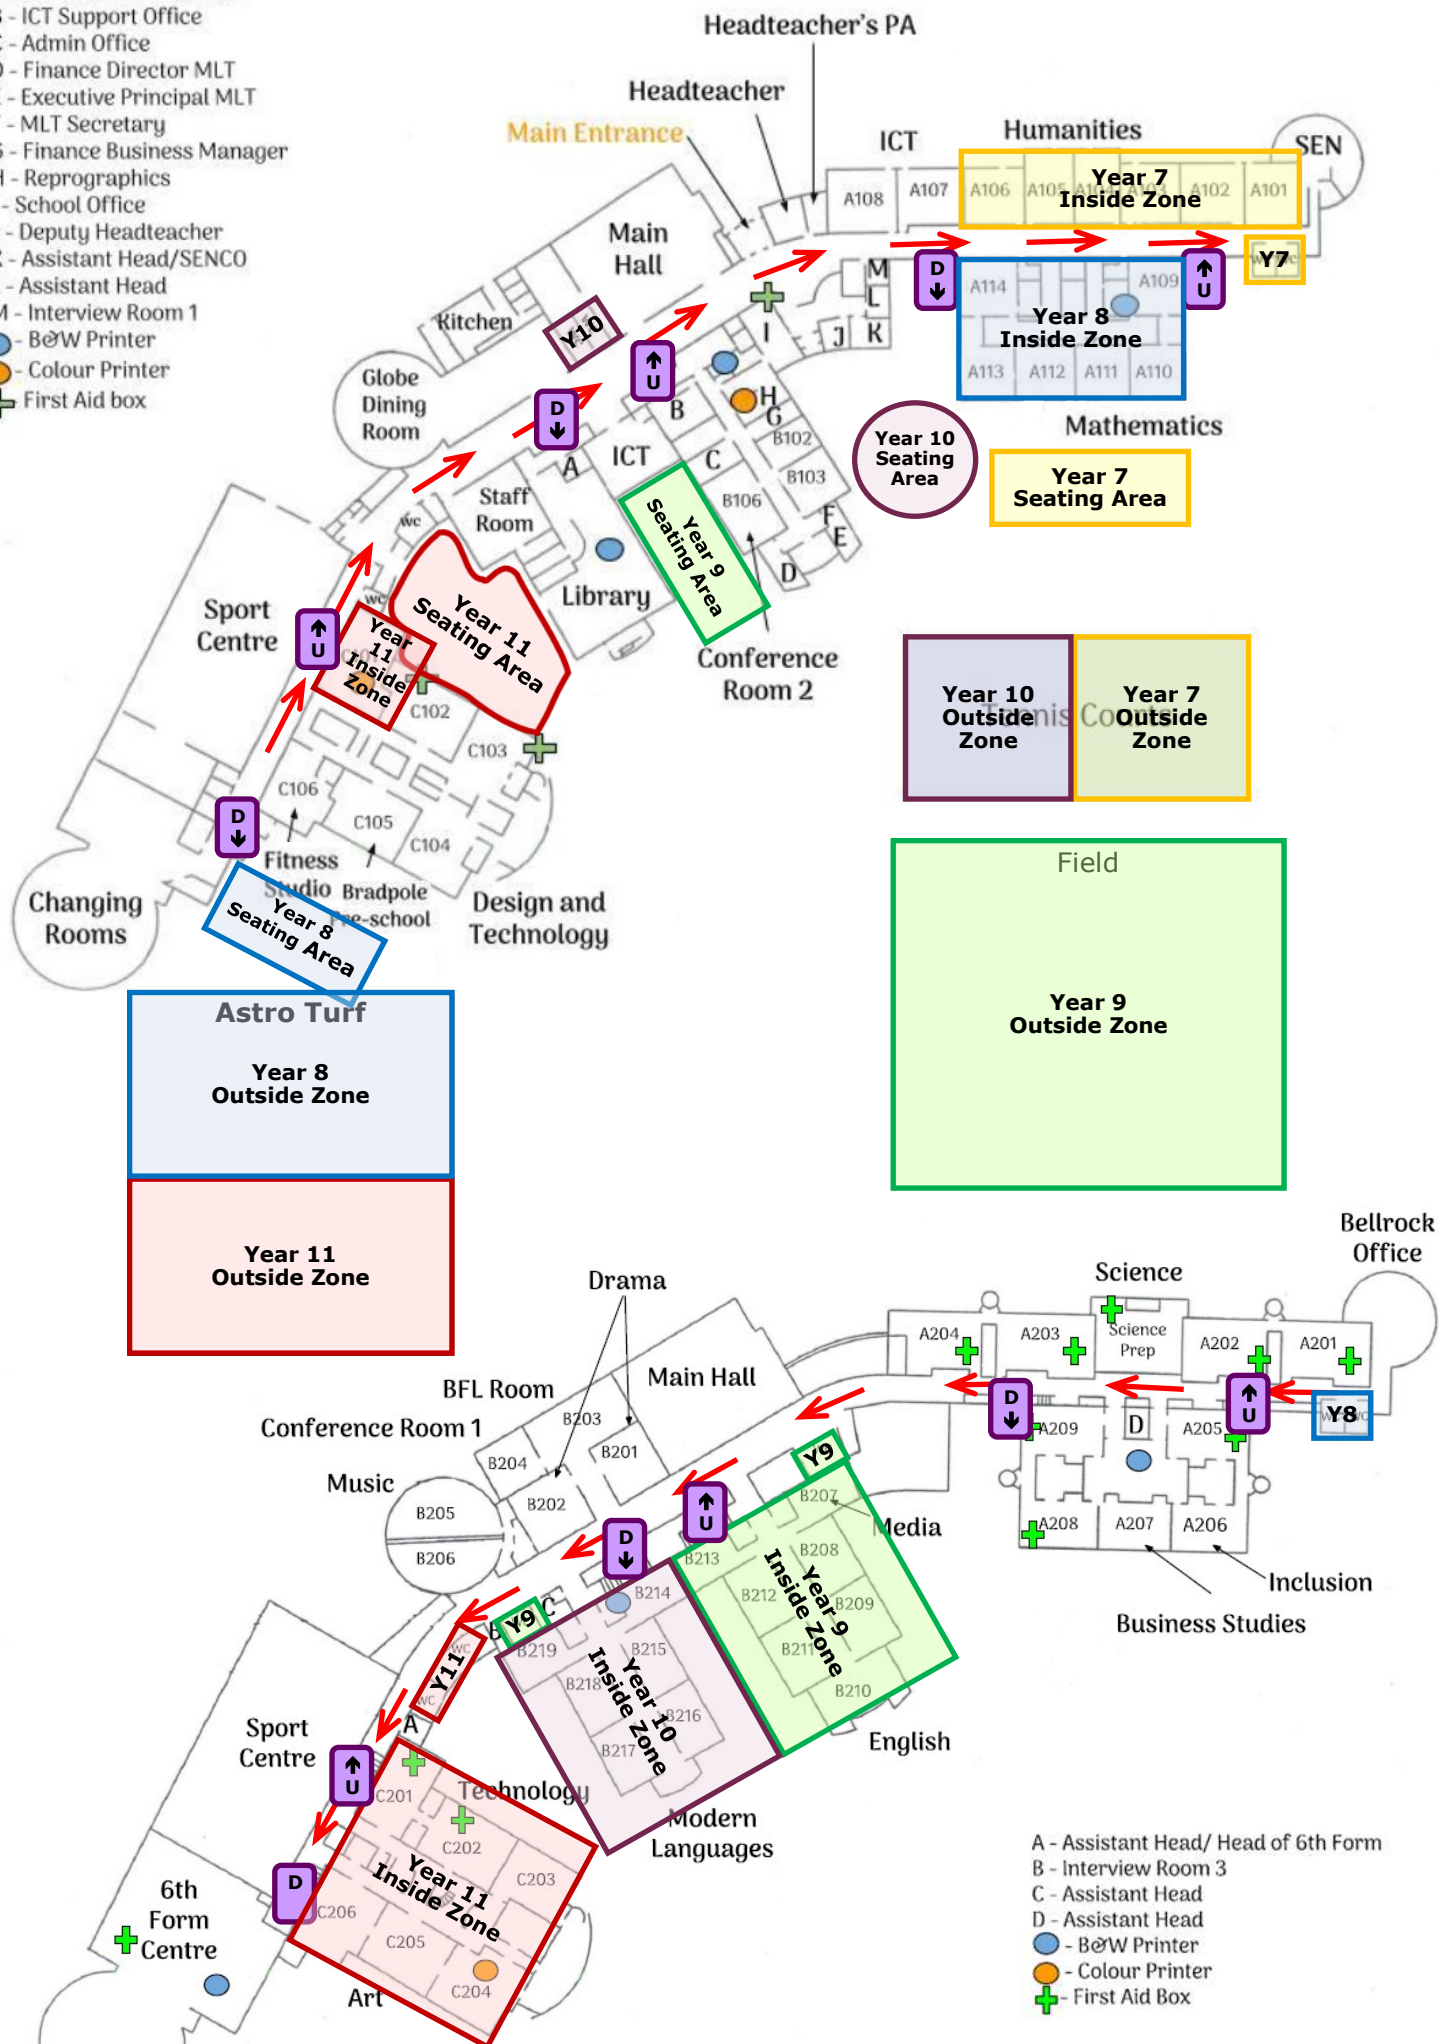 - ICT Support Office
- Admin Office
- Finance Director MLT
- Executive Principal MLT
- MLT Secretary
- Finance Business Manager
- Reprographics
- School Office
- Deputy Headteacher
- Assistant Head/SENCO
- Assistant Head
M - Interview Room 1
- B&W Printer
- Colour Printer
First Aid box
Headteacher's PA
Headteacher
Main Entrance
ICT
Humanities
SEN
A108
A107
A106
A105
A104
A103
A102
A101
Year 7
Inside Zone
Main
Hall
Kitchen
Y10
Globe
Dining
Room
D
U
D
U
Y7
M
L
K
J
I
H
G
A114
A109
Year 8
Inside Zone
A113
A112
A111
A110
Mathematics
Year 10
Seating
Area
Year 7
Seating Area
A
ICT
B
C
B102
B103
B106
F
E
D
Staff
Room
wc
wc
Library
Year 9
Seating Area
Conference
Room 2
Sport
Centre
U
Year
11
Inside
Zone
Year 11
Seating Area
C102
C103
C106
C105
C104
D
Fitness
Studio
Bradpole
Pre-school
Design and
Technology
Changing
Rooms
Year 8
Seating Area
Year 10
Outside
Zone
Year 7
Outside
Zone
Tennis Courts
Field
Year 9
Outside Zone
Astro Turf
Year 8
Outside Zone
Year 11
Outside Zone
Bellrock
Office
Science
Science
Prep
A204
A203
A202
A201
D
U
Y8
A209
D
A205
A208
A207
A206
Inclusion
Business Studies
Drama
Main Hall
BFL Room
Conference Room 1
Music
B203
B201
B204
B202
B205
B206
Y9
U
D
B207
Media
B213
B208
B212
B209
B211
B210
Year 9
Inside Zone
English
B214
C
Y9
B
B219
B215
B218
B216
B217
Year 10
Inside Zone
Modern
Languages
WC
Y11
WC
A
Sport
Centre
U
C201
Technology
C202
C203
Year 11
Inside Zone
D
C206
C205
C204
Art
6th
Form
Centre
A - Assistant Head/ Head of 6th Form
B - Interview Room 3
C - Assistant Head
D - Assistant Head
- B&W Printer
- Colour Printer
- First Aid Box